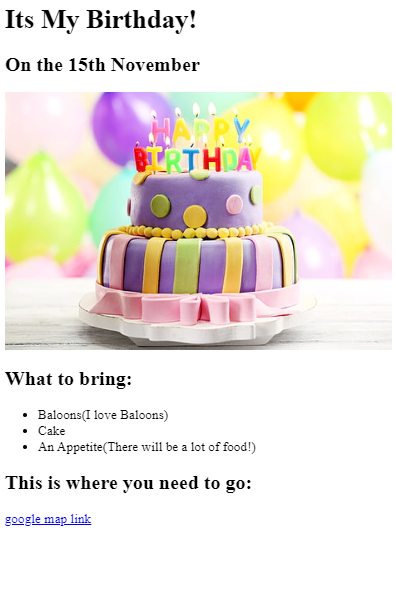 Its My Birthday!
On the 15th November
HAPPY
BIRTHDAY
What to bring:
Baloons(I love Baloons)
Cake
An Appetite(There will be a lot of food!)
This is where you need to go:
google map link